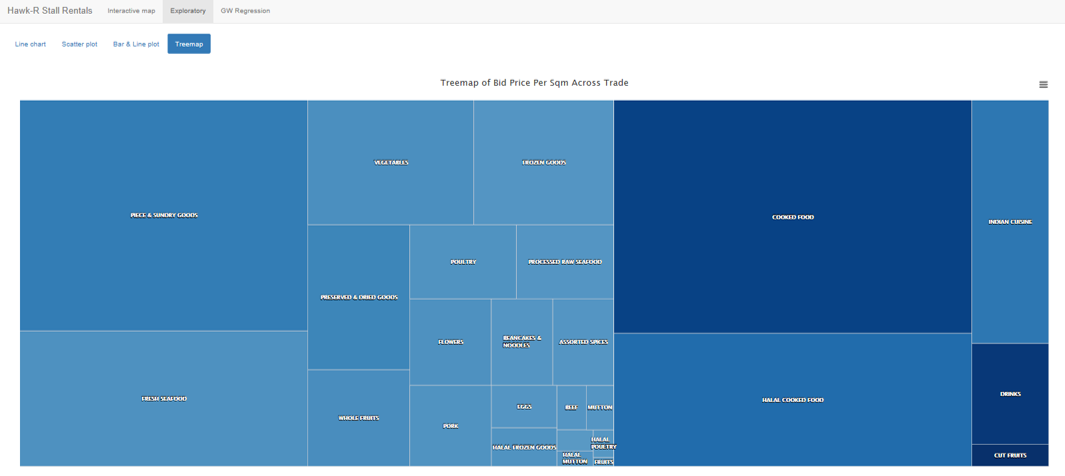 Hawk-R Stall Rentals Interactive map Exploratory GW Regression
Line chart Scatter plot Bar & Line plot Treemap
Treemap of Bid Price Per Sqm Across Trade
PIECE & SUNDRY GOODS
FRESH SEAFOOD
VEGETABLES
FROZEN GOODS
PRESERVED & DRIED GOODS
WHOLE FRUITS
POULTRY
PROCESSED RAW SEAFOOD
FLOWERS
BEANCAKES &
NOODLES
ASSORTED SPICES
PORK
EGGS
HALAL FROZEN GOODS
BEEF
MUTTON
HALAL
POULTRY
HALAL
MUTTON
FRUITS
COOKED FOOD
HALAL COOKED FOOD
INDIAN CUISINE
DRINKS
CUT FRUITS